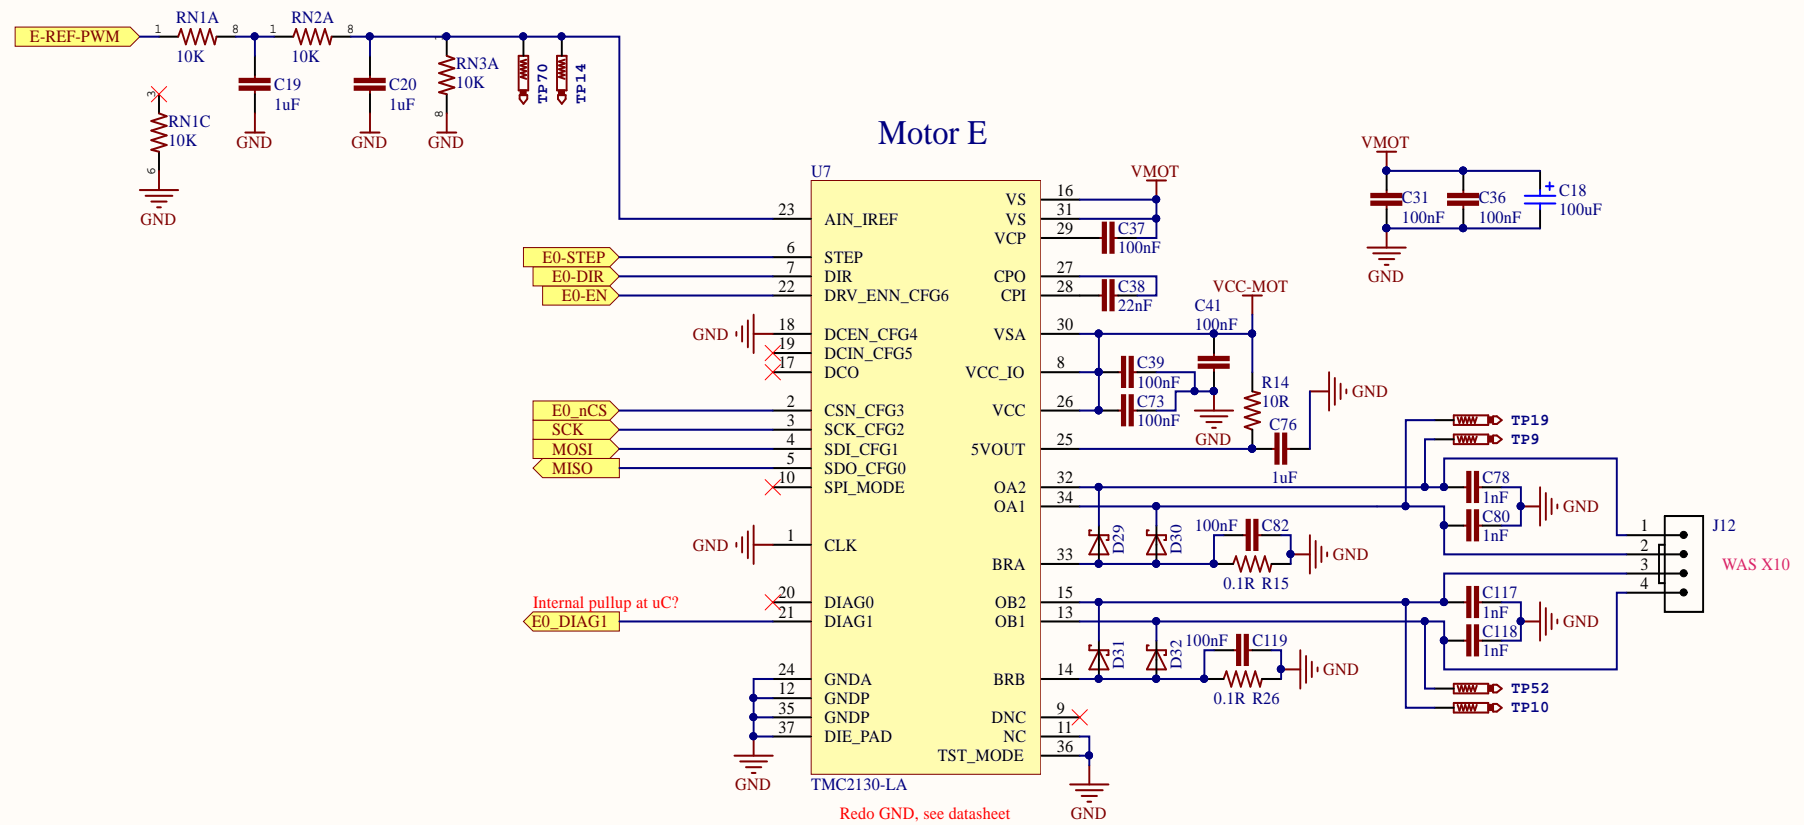 E-REF-PWM
1
RN1A
10K
8
1
RN2A
10K
8
C19
1uF
GND
C20
1uF
GND
RN3A
10K
8
GND
TP70
TP14
3
RN1C
10K
6
GND
Motor E
U7
23 AIN_IREF
E0-STEP 6 STEP
E0-DIR 7 DIR
E0-EN 22 DRV_ENN_CFG6
GND 18 DCEN_CFG4
19 DCIN_CFG5
17 DCO
E0_nCS 2 CSN_CFG3
SCK 3 SCK_CFG2
MOSI 4 SDI_CFG1
MISO 5 SDO_CFG0
10 SPI_MODE
GND 1 CLK
Internal pullup at uC?
20 DIAG0
E0_DIAG1 21 DIAG1
24 GNDA
12 GNDP
35 GNDP
37 DIE_PAD
GND
TMC2130-LA
Redo GND, see datasheet
VMOT
VS 16
VS 31
VCP 29
C37
100nF
CPO 27
CPI 28
C38
22nF
VCC-MOT
C41
100nF
VSA 30
VCC_IO 8
C39
100nF
VCC 26
C73
100nF
GND
R14
10R
GND
C76
1uF
5VOUT 25
OA2 32
OA1 34
D29
D30
100nF C82
GND
BRA 33
0.1R R15
OB2 15
OB1 13
D31
D32
100nF C119
GND
BRB 14
0.1R R26
DNC 9
NC 11
TST_MODE 36
GND
VMOT
C31
100nF
C36
100nF
+
C18
100uF
GND
TP19
TP9
C78
1nF
C80
1nF
GND
J12
1
2
3
4
WAS X10
C117
1nF
C118
1nF
GND
TP52
TP10